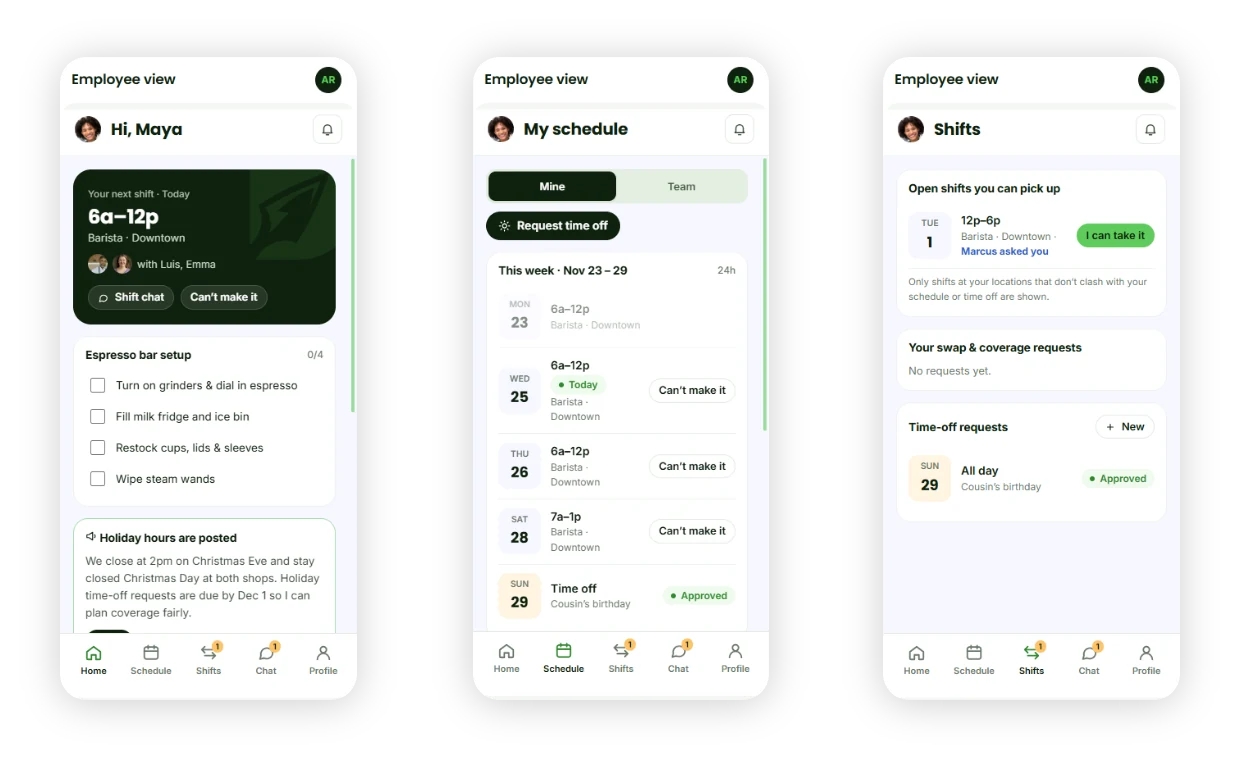 Employee view
AR
Hi, Maya
Your next shift · Today
6a–12p
Barista · Downtown
with Luis, Emma
Shift chat
Can't make it
Espresso bar setup
0/4
Turn on grinders & dial in espresso
Fill milk fridge and ice bin
Restock cups, lids & sleeves
Wipe steam wands
Holiday hours are posted
We close at 2pm on Christmas Eve and stay
closed Christmas Day at both shops. Holiday
time-off requests are due by Dec 1 so I can
plan coverage fairly.
Home
Schedule
1
Shifts
1
Chat
Profile
Employee view
AR
My schedule
Mine
Team
Request time off
This week · Nov 23 – 29
24h
MON
23
6a–12p
Barista · Downtown
WED
25
6a–12p
Today
Barista ·
Downtown
Can't make it
THU
26
6a–12p
Barista ·
Downtown
Can't make it
SAT
28
7a–1p
Barista ·
Downtown
Can't make it
SUN
29
Time off
Cousin's birthday
Approved
Home
Schedule
1
Shifts
1
Chat
Profile
Employee view
AR
Shifts
Open shifts you can pick up
TUE
1
12p–6p
Barista · Downtown ·
Marcus asked you
I can take it
Only shifts at your locations that don't clash with your
schedule or time off are shown.
Your swap & coverage requests
No requests yet.
Time-off requests
+ New
SUN
29
All day
Cousin's birthday
Approved
Home
Schedule
1
Shifts
1
Chat
Profile